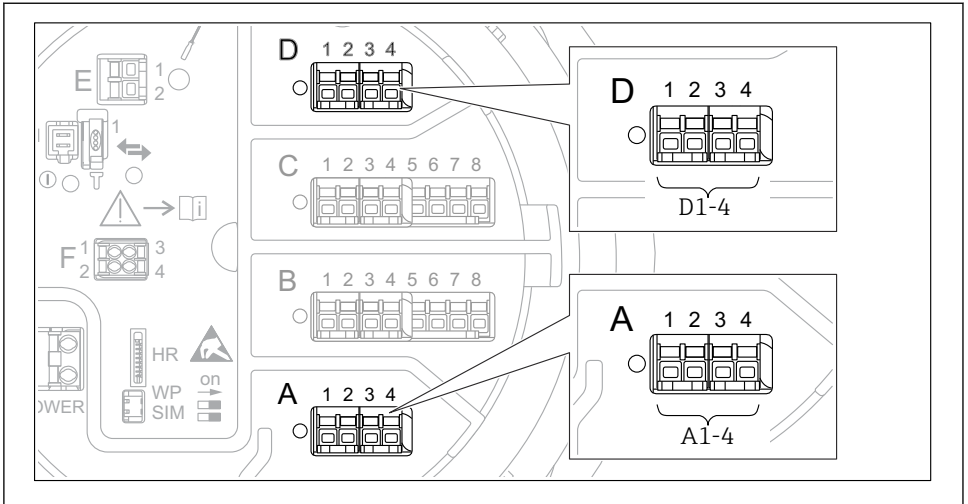 D 1 2 3 4
E 1
2
D 1 2 3 4
D1-4
1
C 1 2 3 4 5 6 7 8
i
F 1 3
2 4
B 1 2 3 4 5 6 7 8
A 1 2 3 4
A1-4
HR
WP on
SIM
OWER
A 1 2 3 4